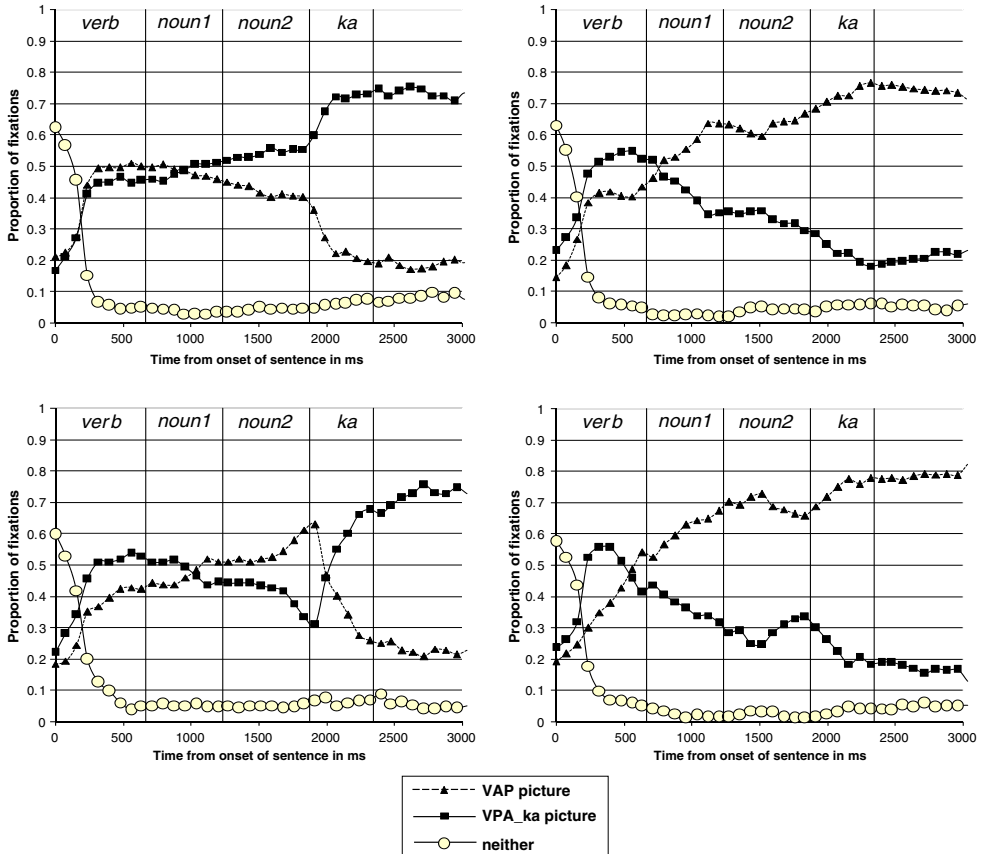 verb noun1 noun2 ka
1
0.9
0.8
0.7
0.6
0.5
0.4
0.3
0.2
0.1
0
Proportion of fixations
0 500 1000 1500 2000 2500 3000
Time from onset of sentence in ms
verb noun1 noun2 ka
1
0.9
0.8
0.7
0.6
0.5
0.4
0.3
0.2
0.1
0
Proportion of fixations
0 500 1000 1500 2000 2500 3000
Time from onset of sentence in ms
verb noun1 noun2 ka
1
0.9
0.8
0.7
0.6
0.5
0.4
0.3
0.2
0.1
0
Proportion of fixations
0 500 1000 1500 2000 2500 3000
Time from onset of sentence in ms
verb noun1 noun2 ka
1
0.9
0.8
0.7
0.6
0.5
0.4
0.3
0.2
0.1
0
Proportion of fixations
0 500 1000 1500 2000 2500 3000
Time from onset of sentence in ms
VAP picture
VPA_ka picture
neither